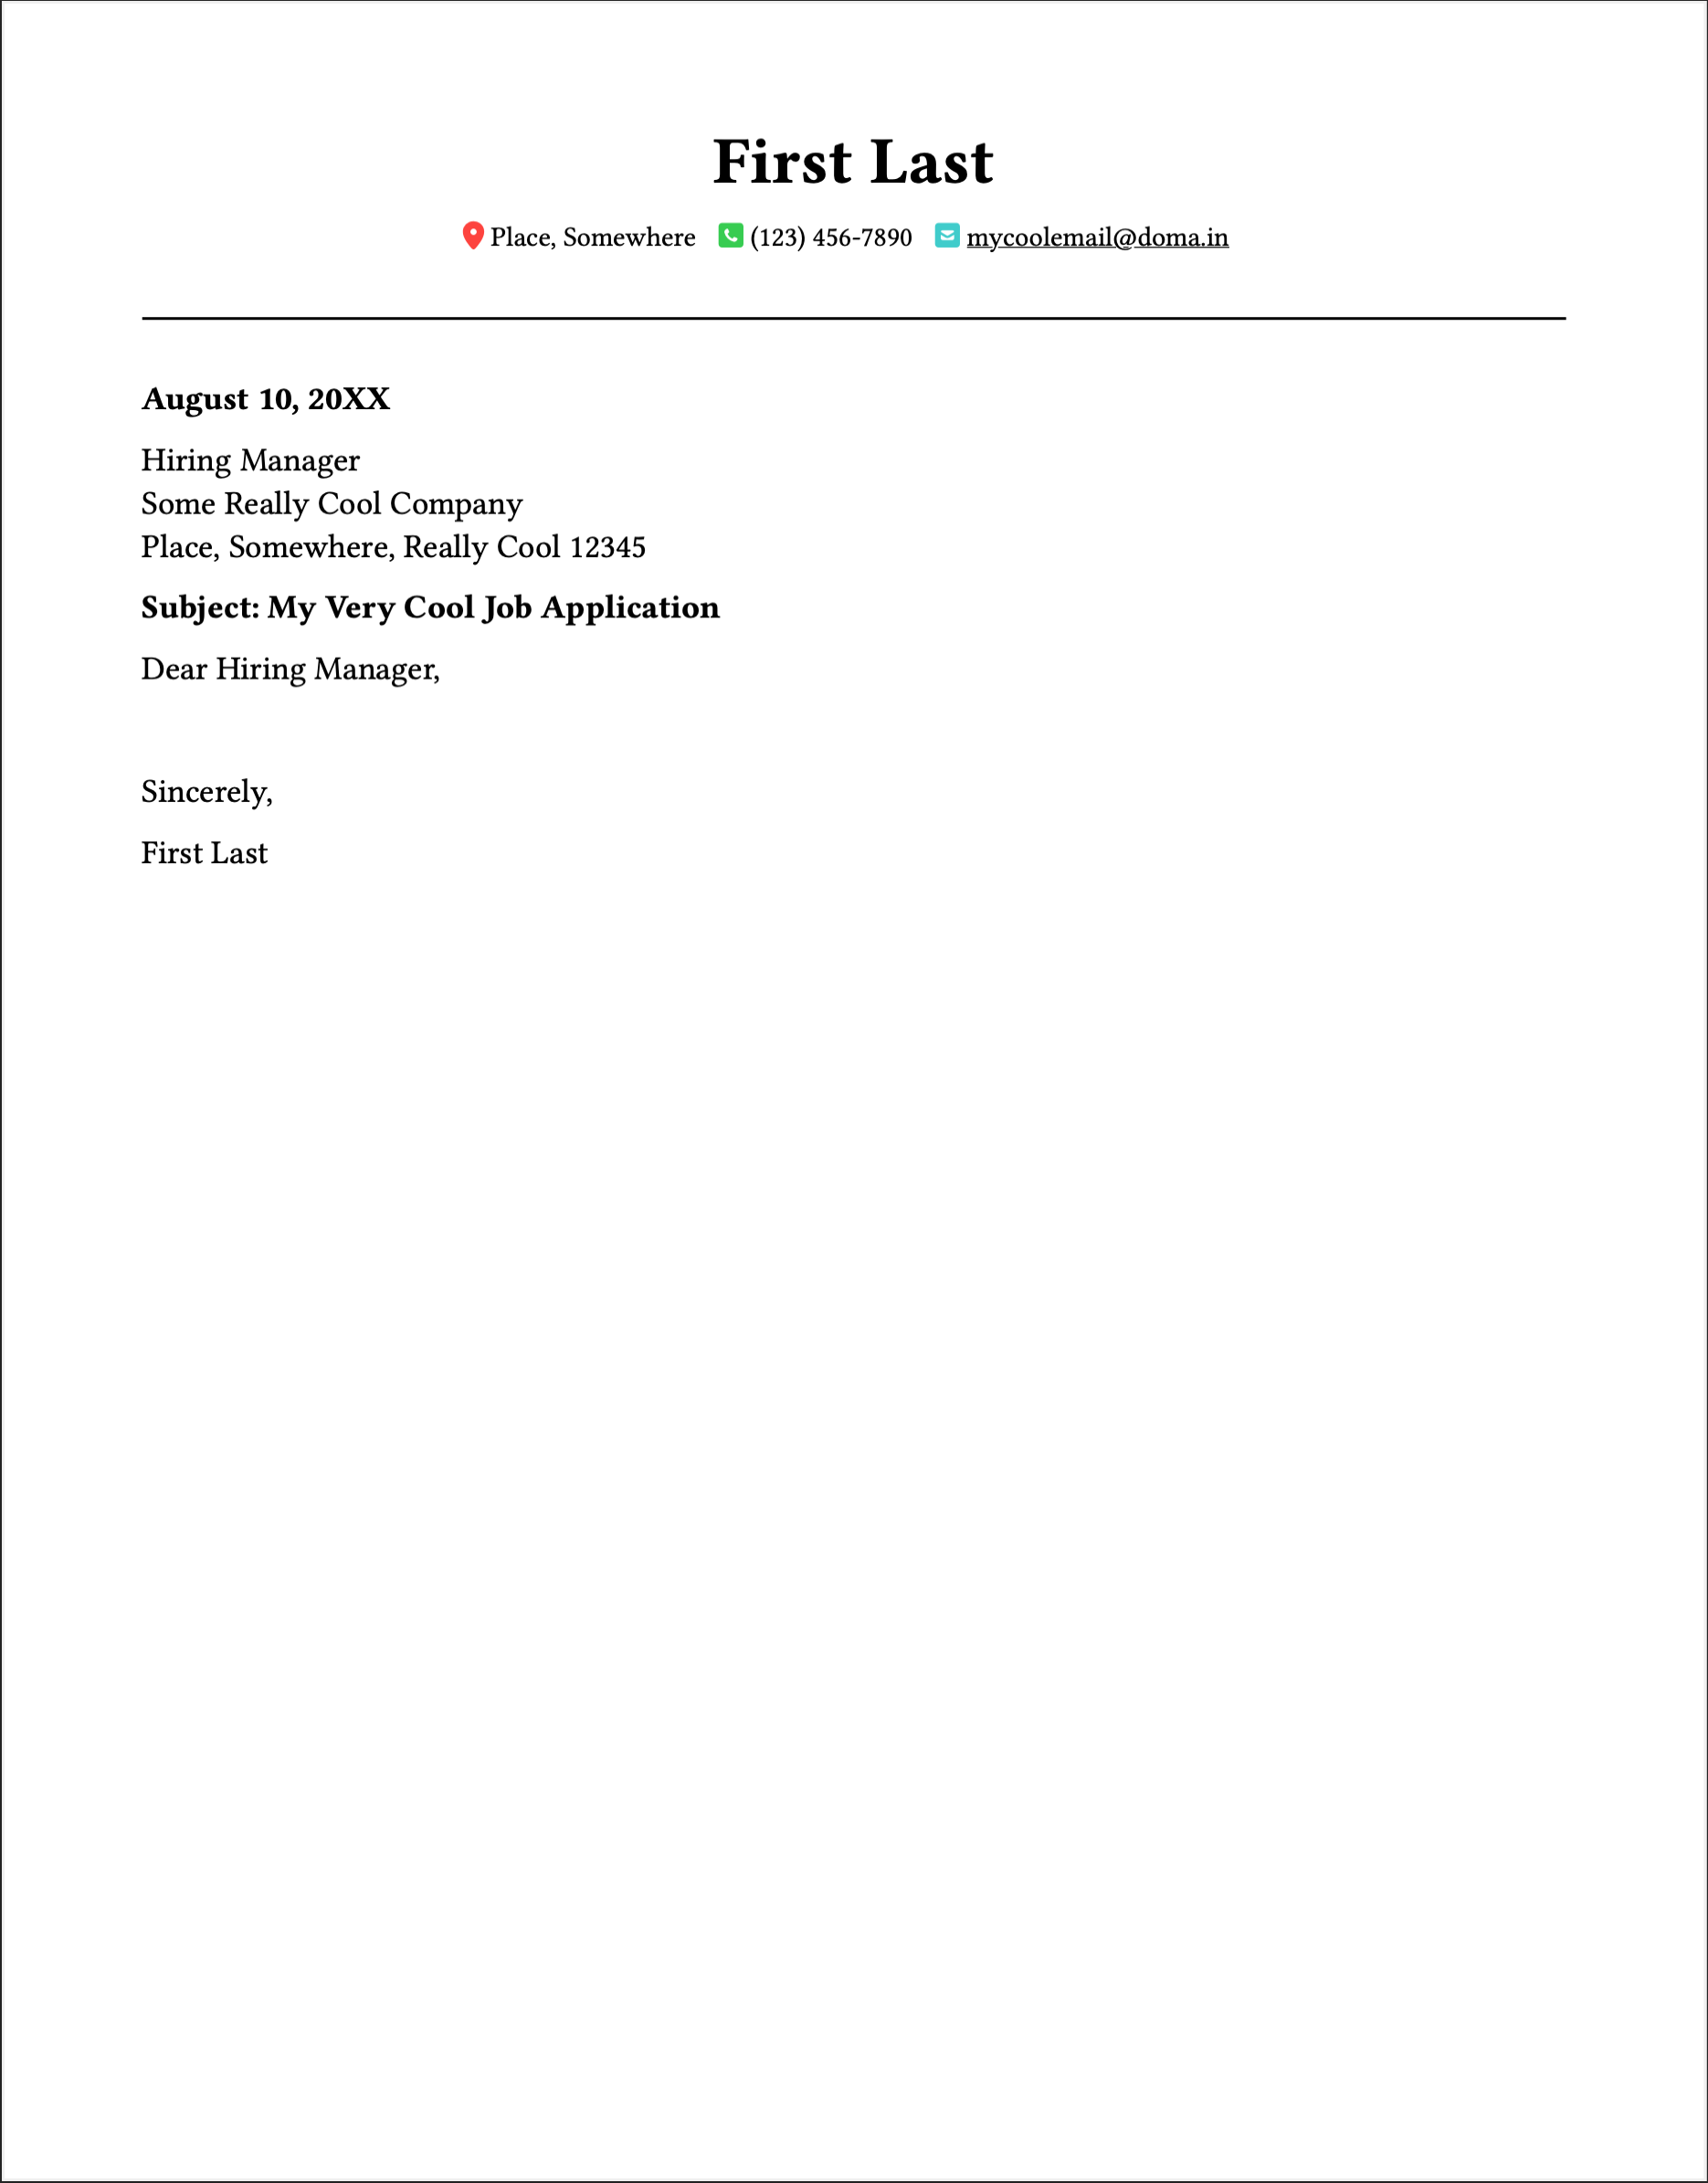 First Last
Place, Somewhere (123) 456-7890 mycoolemail@doma.in
August 10, 20XX
Hiring Manager
Some Really Cool Company
Place, Somewhere, Really Cool 12345
Subject: My Very Cool Job Application
Dear Hiring Manager,
Sincerely,
First Last